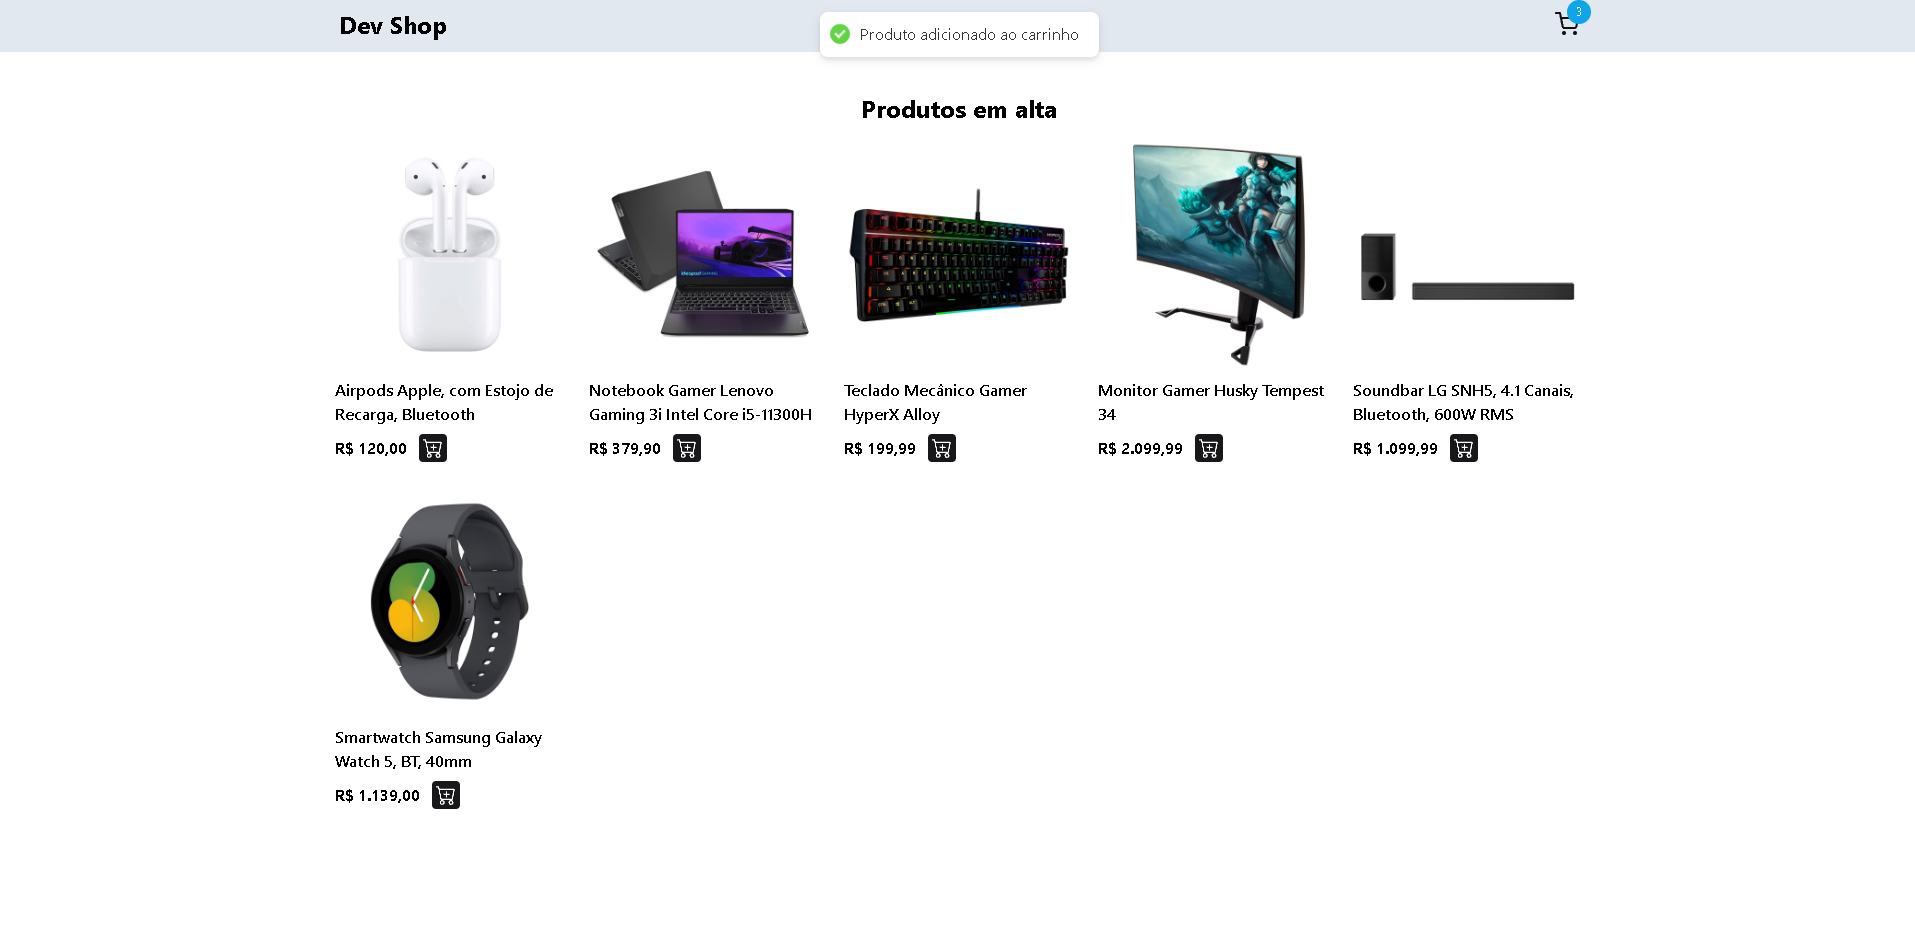 Dev Shop
3
Produto adicionado ao carrinho
Produtos em alta
Airpods Apple, com Estojo de
Recarga, Bluetooth
R$ 120,00
Notebook Gamer Lenovo
Gaming 3i Intel Core i5-11300H
R$ 379,90
Teclado Mecânico Gamer
HyperX Alloy
R$ 199,99
Monitor Gamer Husky Tempest
34
R$ 2.099,99
Soundbar LG SNH5, 4.1 Canais,
Bluetooth, 600W RMS
R$ 1.099,99
Smartwatch Samsung Galaxy
Watch 5, BT, 40mm
R$ 1.139,00